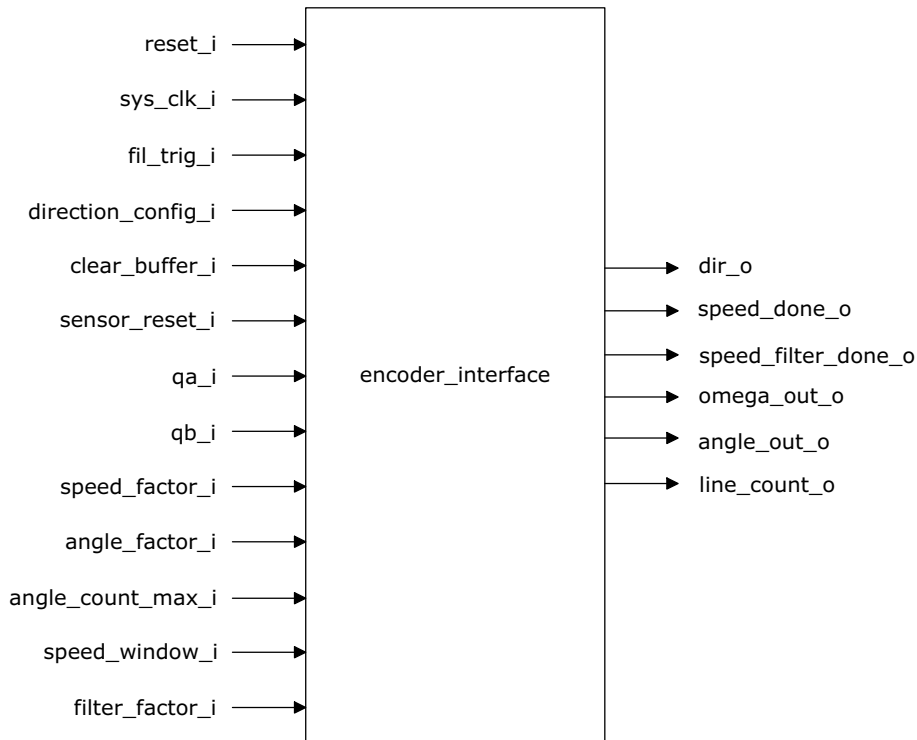 reset_i
sys_clk_i
fil_trig_i
direction_config_i
clear_buffer_i
sensor_reset_i
qa_i
qb_i
speed_factor_i
angle_factor_i
angle_count_max_i
speed_window_i
filter_factor_i
encoder_interface
dir_o
speed_done_o
speed_filter_done_o
omega_out_o
angle_out_o
line_count_o